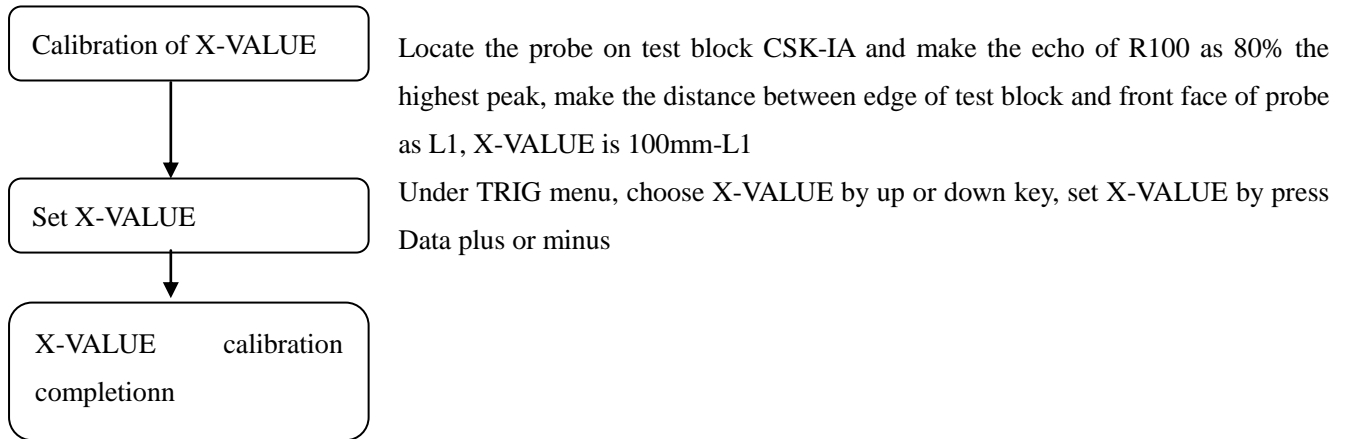 Calibration of X-VALUE
Locate the probe on test block CSK-IA and make the echo of R100 as 80% the
highest peak, make the distance between edge of test block and front face of probe
as L1, X-VALUE is 100mm-L1
Set X-VALUE
Under TRIG menu, choose X-VALUE by up or down key, set X-VALUE by press
Data plus or minus
X-VALUE calibration
completionn